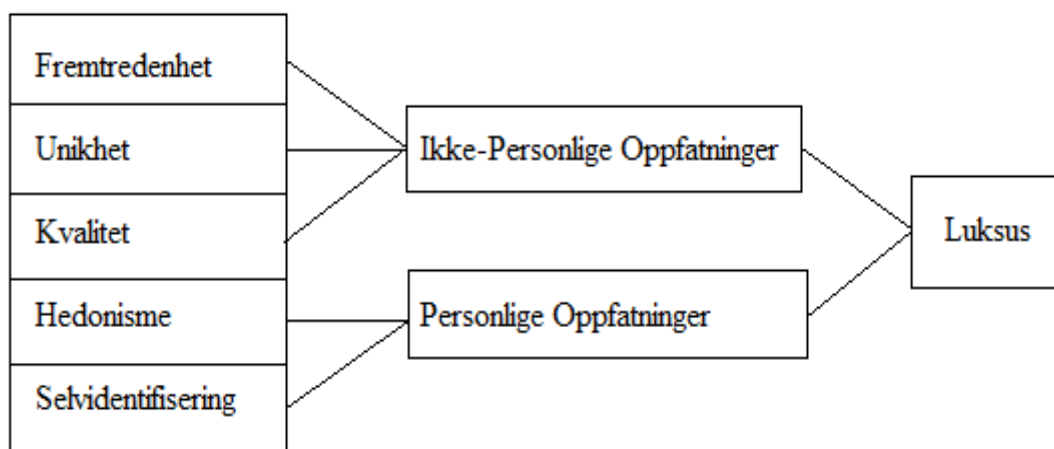 Fremtredenhet
Unikhet
Kvalitet
Hedonisme
Selvidentifisering
Ikke-Personlige Oppfatninger
Personlige Oppfatninger
Luksus